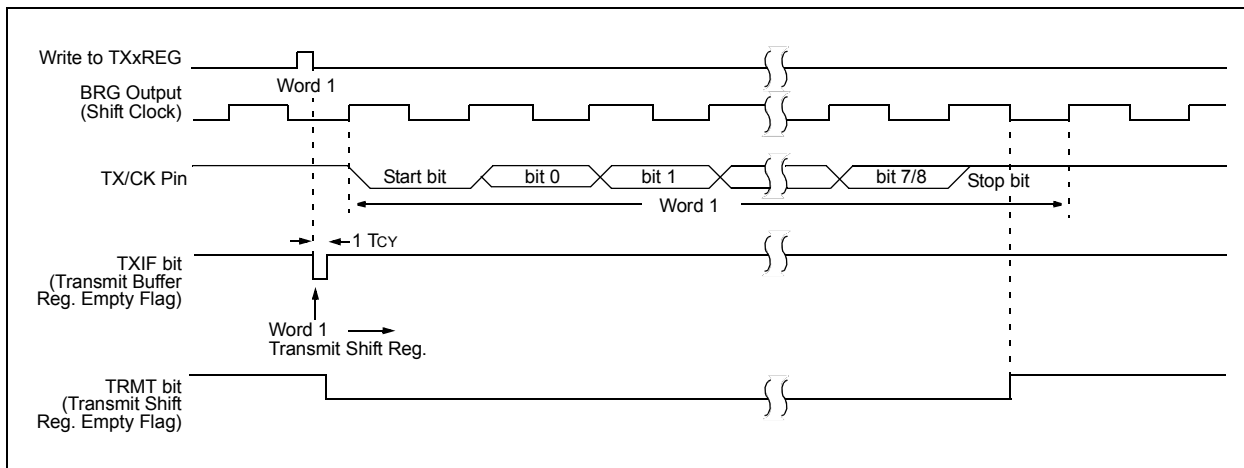 Write to TXxREG
Word 1
BRG Output
(Shift Clock)
TX/CK Pin
Start bit
bit 0
bit 1
bit 7/8
Stop bit
Word 1
1 TCY
TXIF bit
(Transmit Buffer
Reg. Empty Flag)
Word 1
Transmit Shift Reg.
TRMT bit
(Transmit Shift
Reg. Empty Flag)